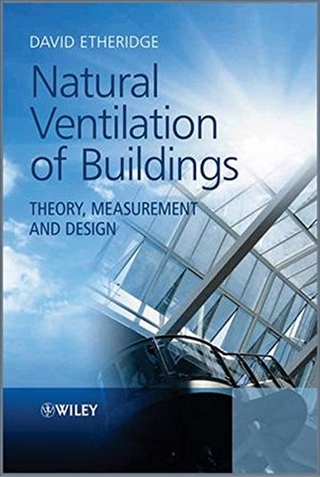 DAVID ETHERIDGE
Natural
Ventilation
of Buildings
THEORY, MEASUREMENT
AND DESIGN
WILEY